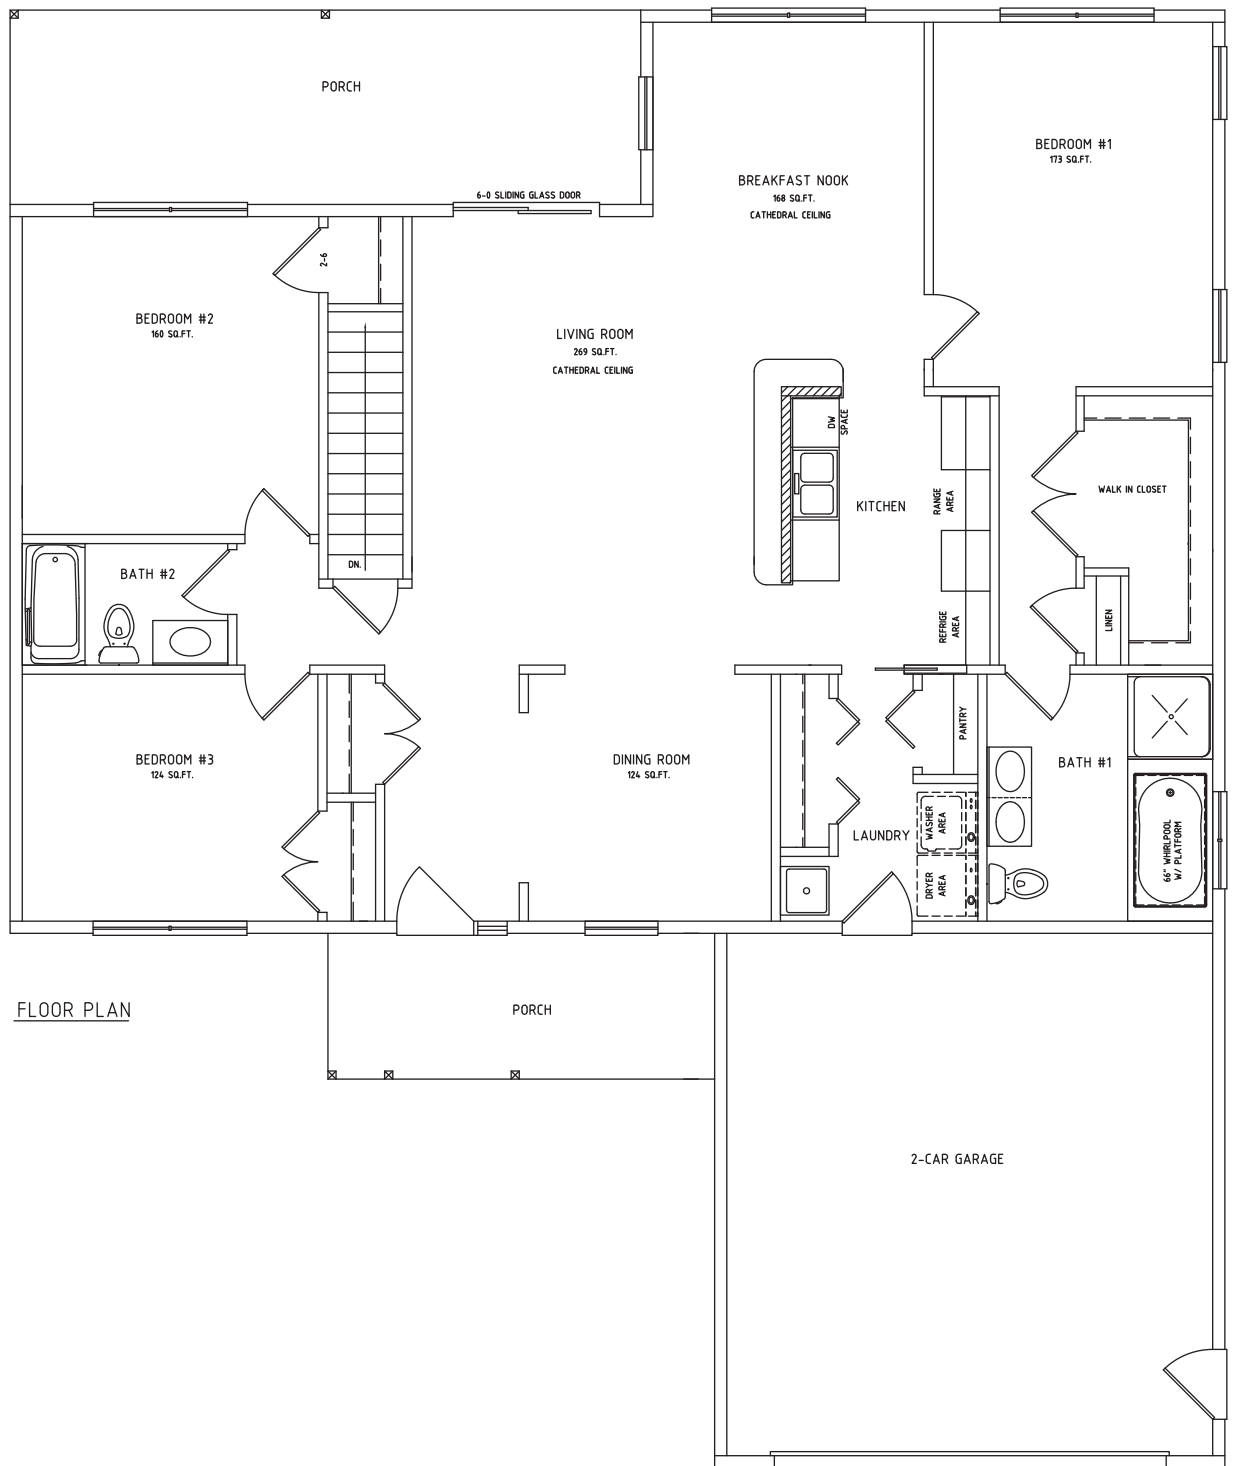 PORCH
6-0 SLIDING GLASS DOOR
BREAKFAST NOOK
168 SQ.FT.
CATHEDRAL CEILING
BEDROOM #1
173 SQ.FT.
2-6
BEDROOM #2
160 SQ.FT.
LIVING ROOM
269 SQ.FT.
CATHEDRAL CEILING
DW
SPACE
KITCHEN
RANGE
AREA
WALK IN CLOSET
DN.
BATH #2
REFRIGE
AREA
LINEN
BEDROOM #3
124 SQ.FT.
DINING ROOM
124 SQ.FT.
PANTRY
BATH #1
LAUNDRY
WASHER
AREA
DRYER
AREA
66" WHIRLPOOL
W/ PLATFORM
FLOOR PLAN
PORCH
2-CAR GARAGE